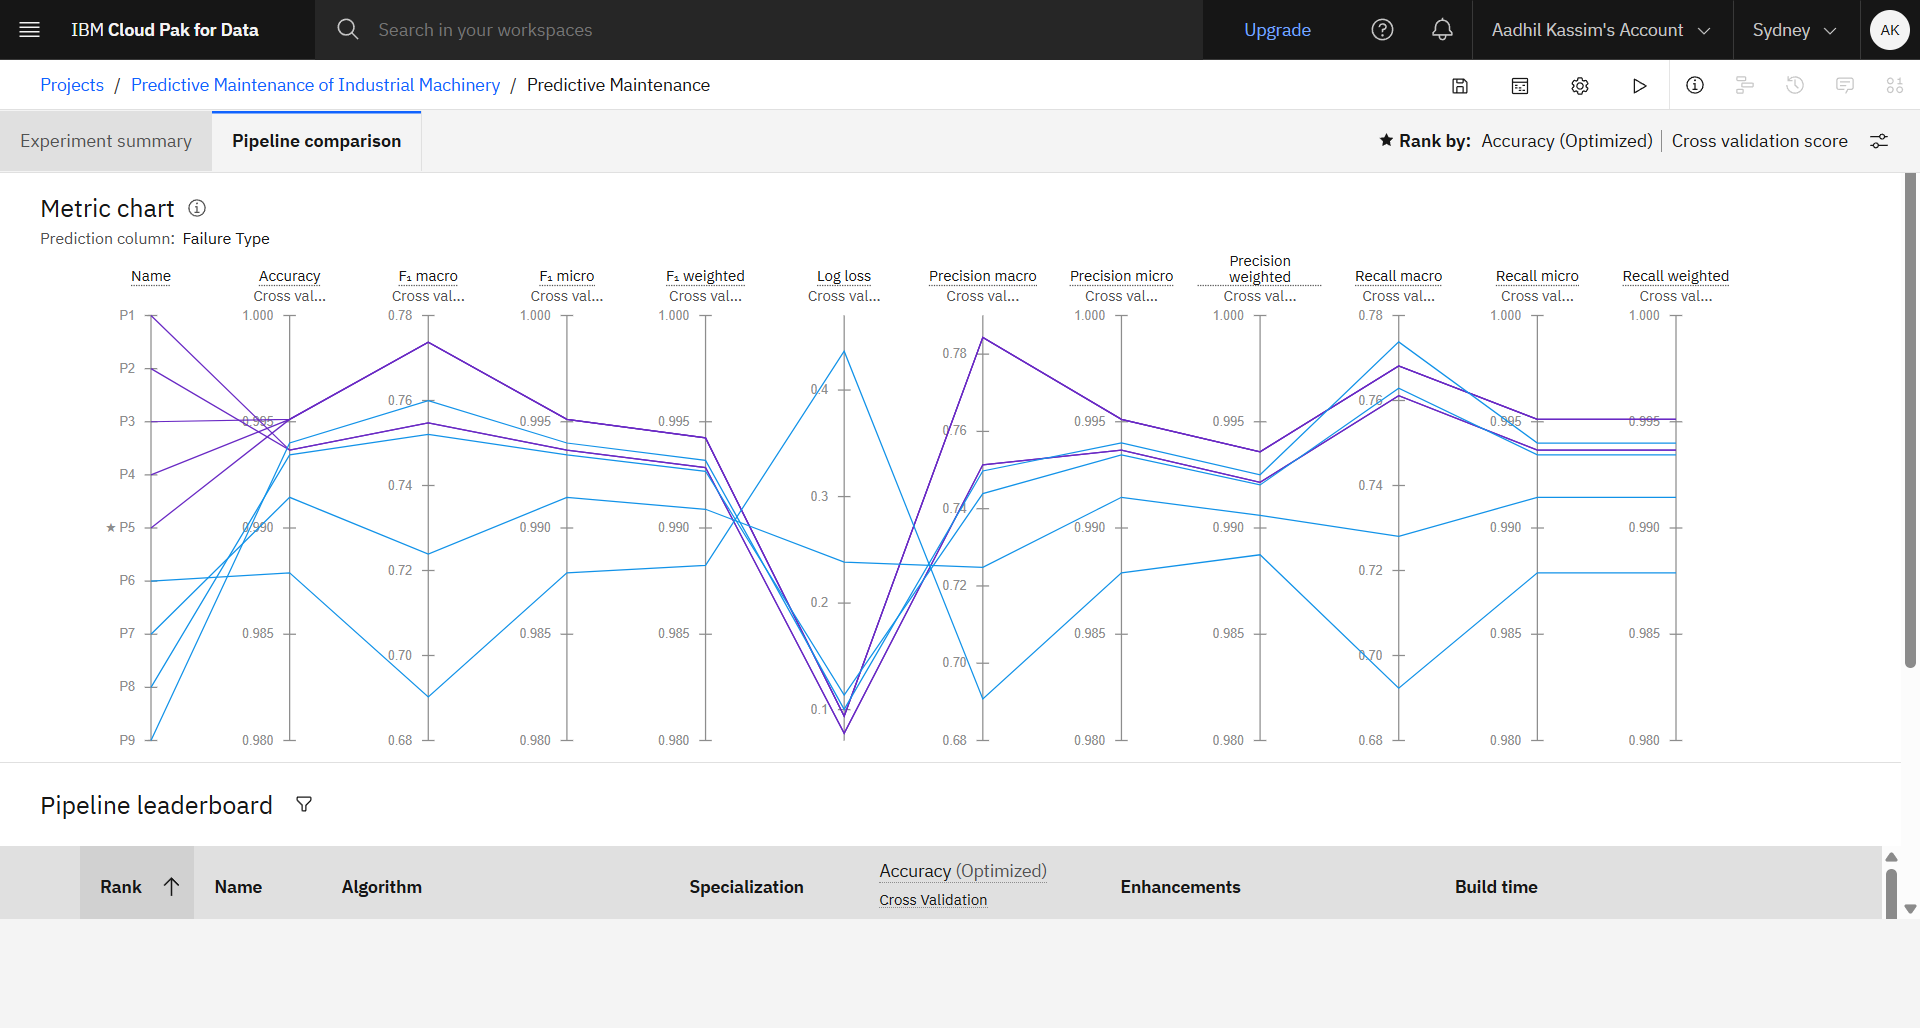 IBM Cloud Pak for Data
Search in your workspaces
Upgrade
Aadhil Kassim's Account
Sydney
AK
Projects / Predictive Maintenance of Industrial Machinery / Predictive Maintenance
Experiment summary
Pipeline comparison
Rank by: Accuracy (Optimized) | Cross validation score
Metric chart
Prediction column: Failure Type
Name
Accuracy
Cross val...
F₁ macro
Cross val...
F₁ micro
Cross val...
F₁ weighted
Cross val...
Log loss
Cross val...
Precision macro
Cross val...
Precision micro
Cross val...
Precision
weighted
Cross val...
Recall macro
Cross val...
Recall micro
Cross val...
Recall weighted
Cross val...
P1
P2
P3
P4
★ P5
P6
P7
P8
P9
1.000
0.995
0.990
0.985
0.980
0.78
0.76
0.74
0.72
0.70
0.68
1.000
0.995
0.990
0.985
0.980
1.000
0.995
0.990
0.985
0.980
0.4
0.3
0.2
0.1
0.78
0.76
0.74
0.72
0.70
0.68
1.000
0.995
0.990
0.985
0.980
1.000
0.995
0.990
0.985
0.980
0.78
0.76
0.74
0.72
0.70
0.68
1.000
0.995
0.990
0.985
0.980
1.000
0.995
0.990
0.985
0.980
Pipeline leaderboard
Rank
Name
Algorithm
Specialization
Accuracy (Optimized)
Cross Validation
Enhancements
Build time